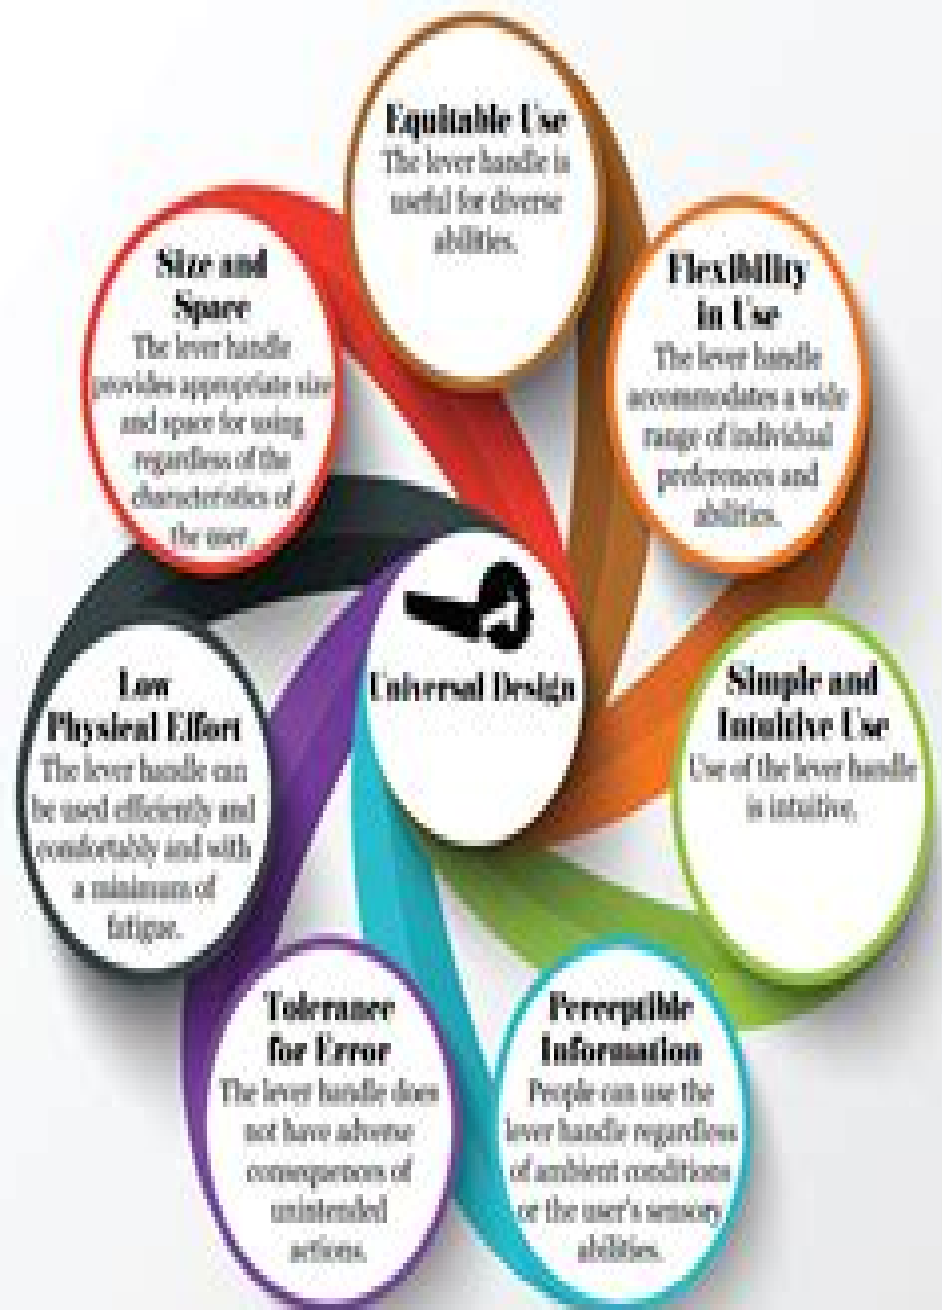 Equitable Use
The lever handle is
useful for diverse
abilities.
Flexibility
in Use
The lever handle
accommodates a wide
range of individual
preferences and
abilities.
Simple and
Intuitive Use
Use of the lever handle
is intuitive.
Perceptible
Information
People can use the
lever handle regardless
of ambient conditions
or the user's sensory
abilities.
Tolerance
for Error
The lever handle does
not have adverse
consequences of
unintended
actions.
Low
Physical Effort
The lever handle can
be used efficiently and
comfortably and with
a minimum of
fatigue.
Size and
Space
The lever handle
provides appropriate size
and space for using
regardless of the
characteristics of
the user.
Universal Design